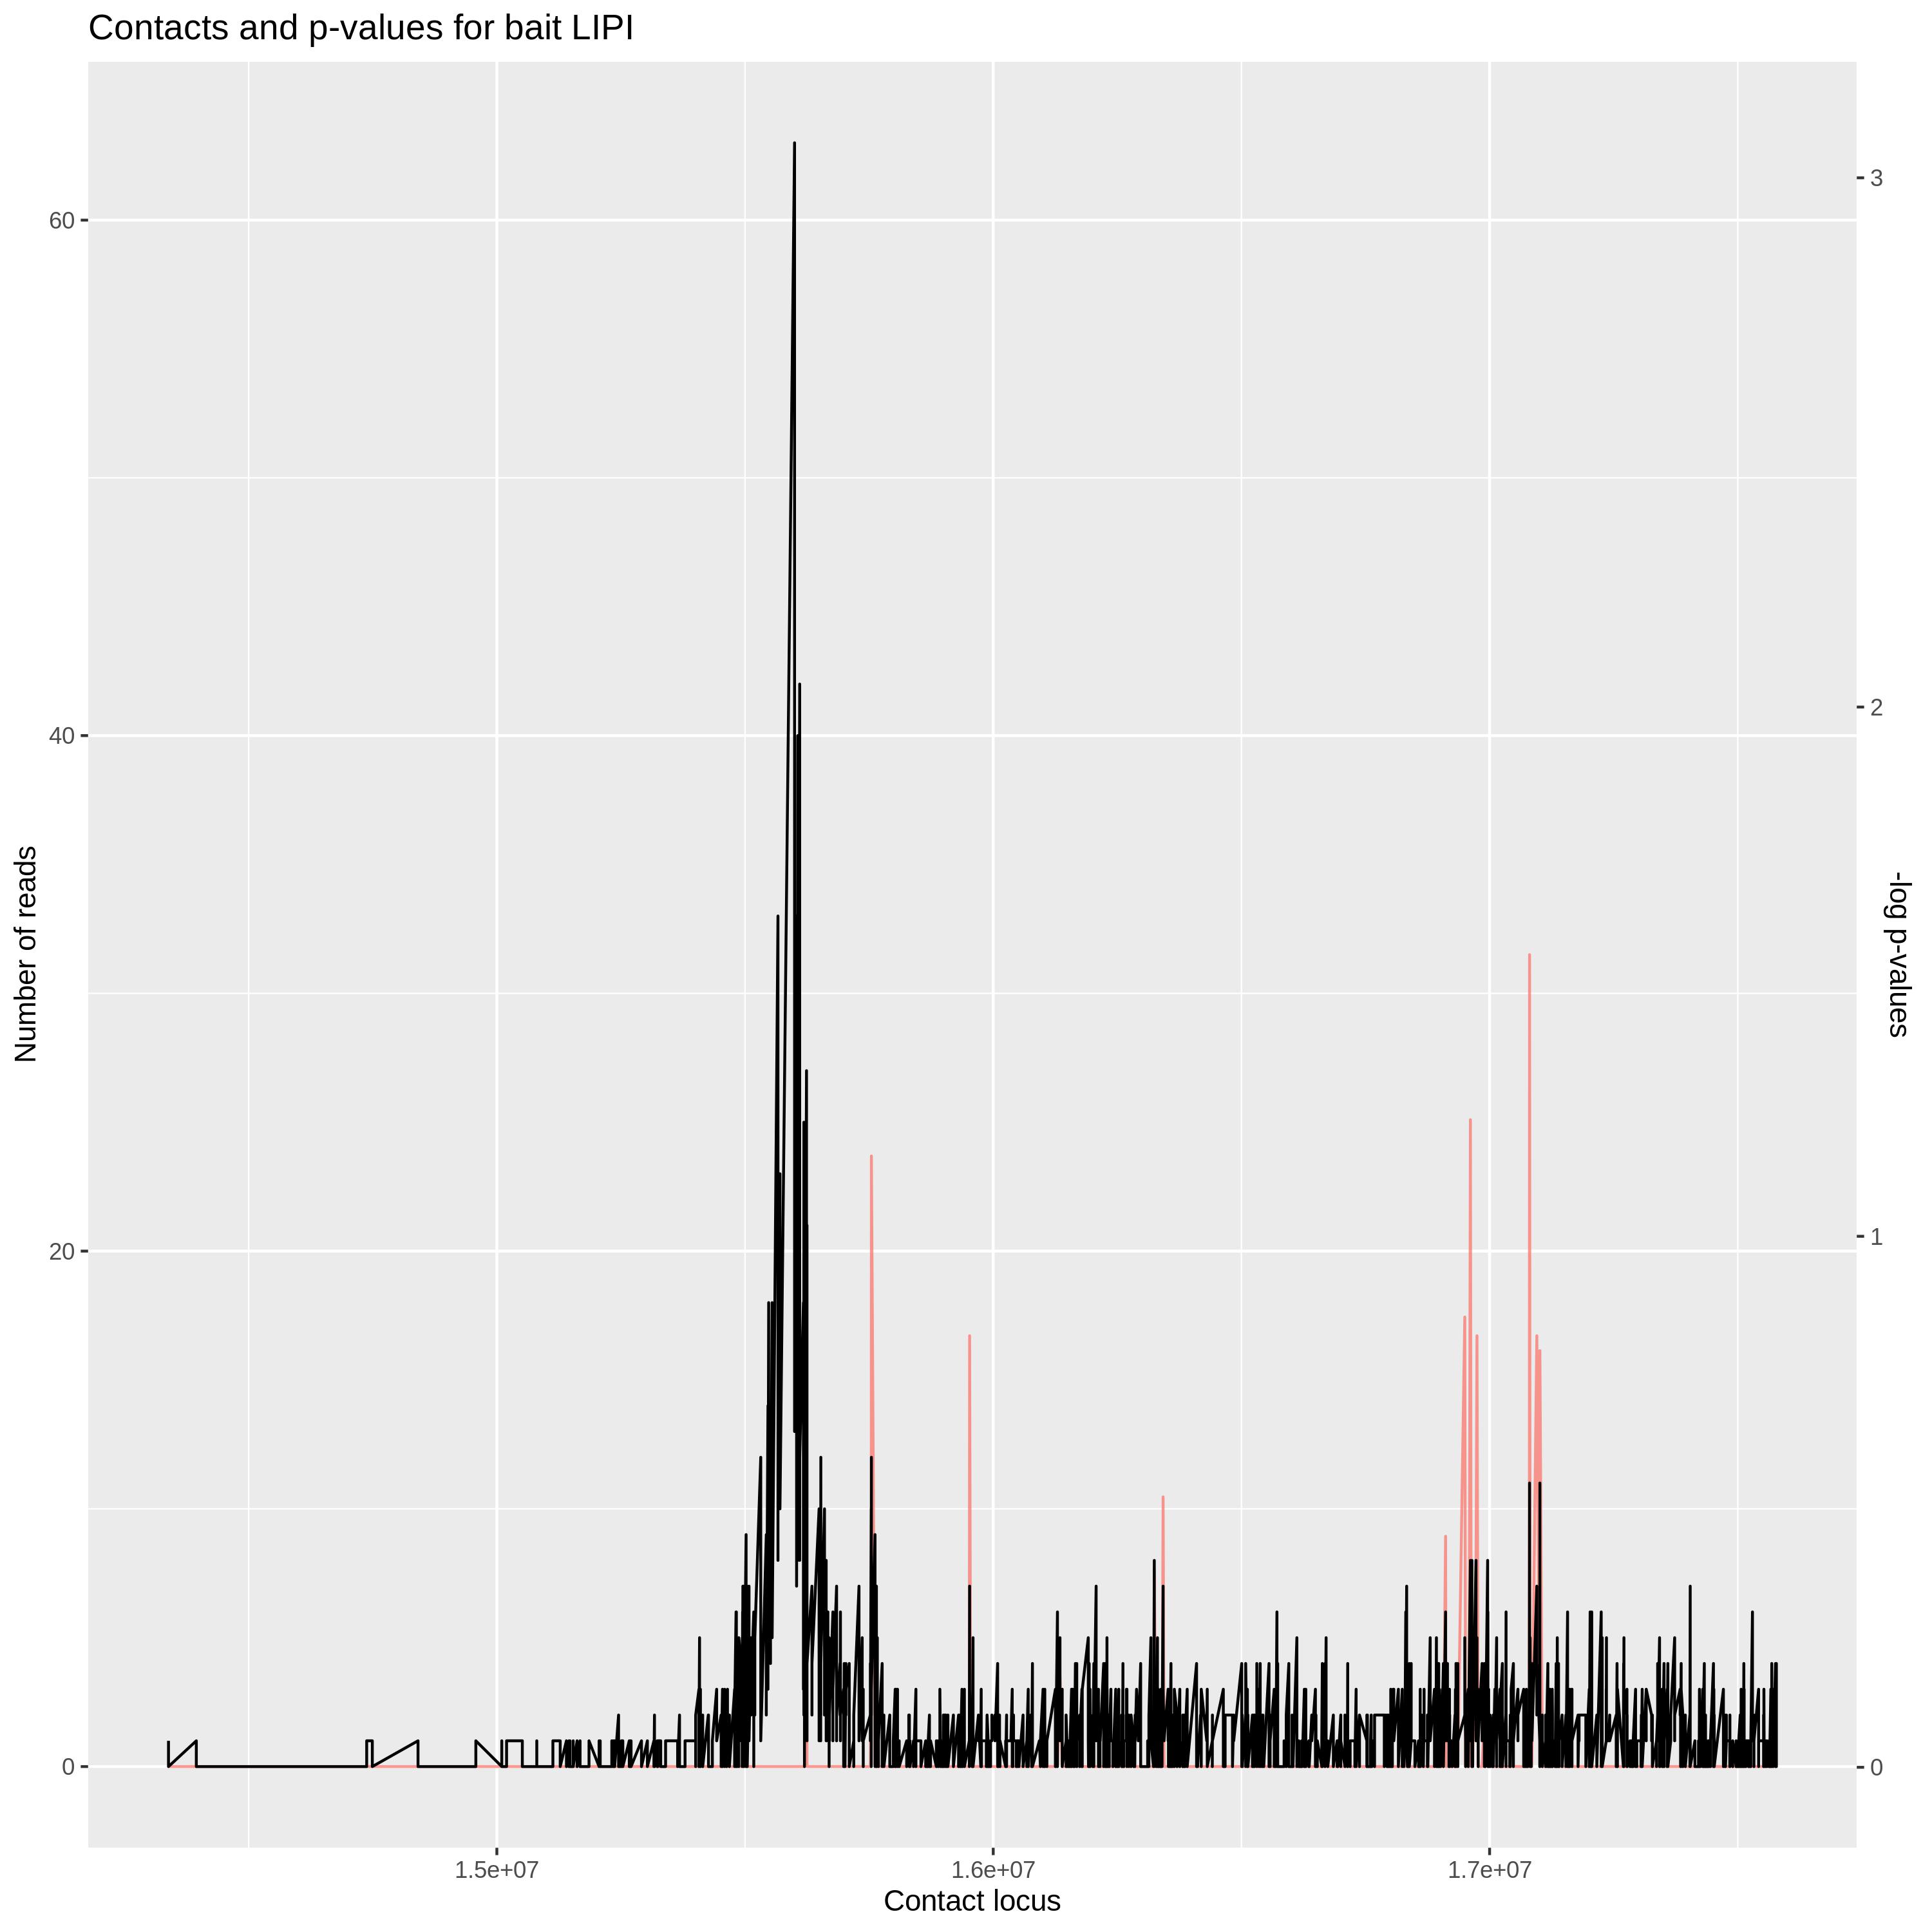 Contacts and p-values for bait LIPI
Number of reads
60
40
20
0
3
2
1
0
-log p-values
1.5e+07
1.6e+07
1.7e+07
Contact locus